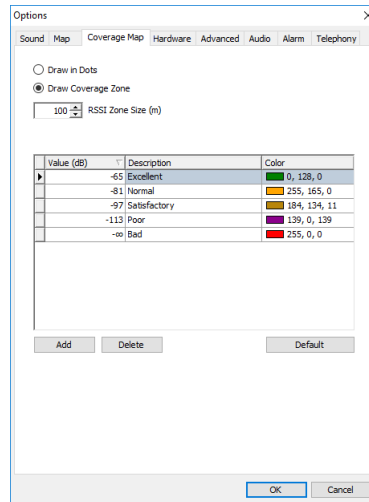 Options
Sound Map Coverage Map Hardware Advanced Audio Alarm Telephony
Draw in Dots
Draw Coverage Zone
100 RSSI Zone Size (m)
Value (dB) Description Color
-65 Excellent 0, 128, 0
-81 Normal 255, 165, 0
-97 Satisfactory 184, 134, 11
-113 Poor 139, 0, 139
-∞ Bad 255, 0, 0
Add Delete Default
OK Cancel